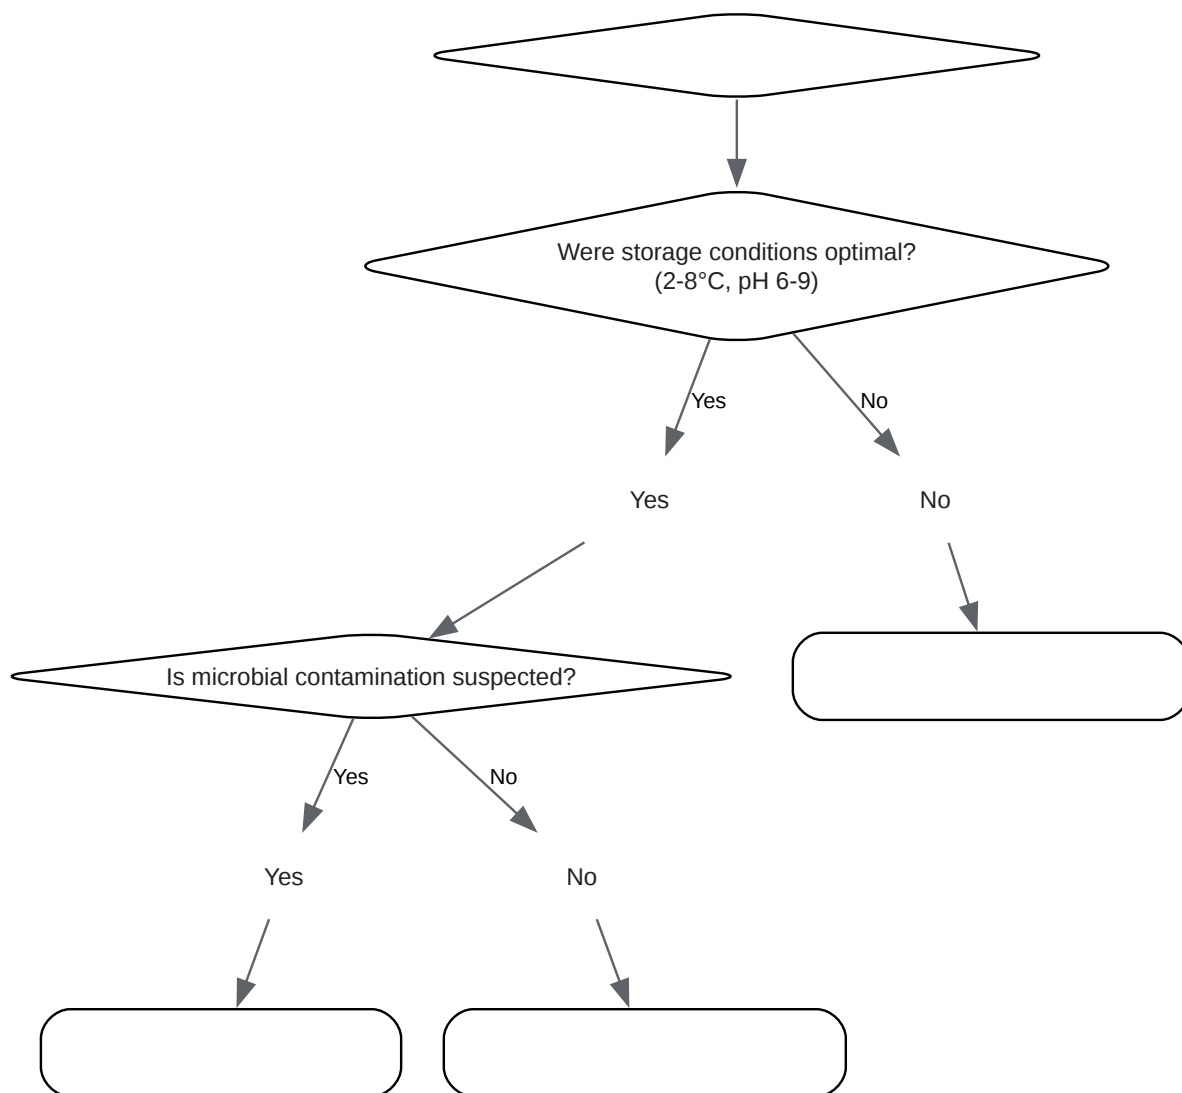 Were storage conditions optimal?
(2-8°C, pH 6-9)
Yes
No
Yes
No
Is microbial contamination suspected?
Yes
No
Yes
No